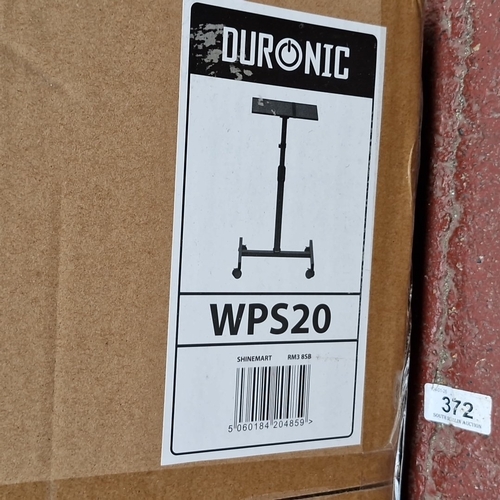 DURONIC
WPS20
SHINEMART RM3 8SB
5 060184 204859 >
372